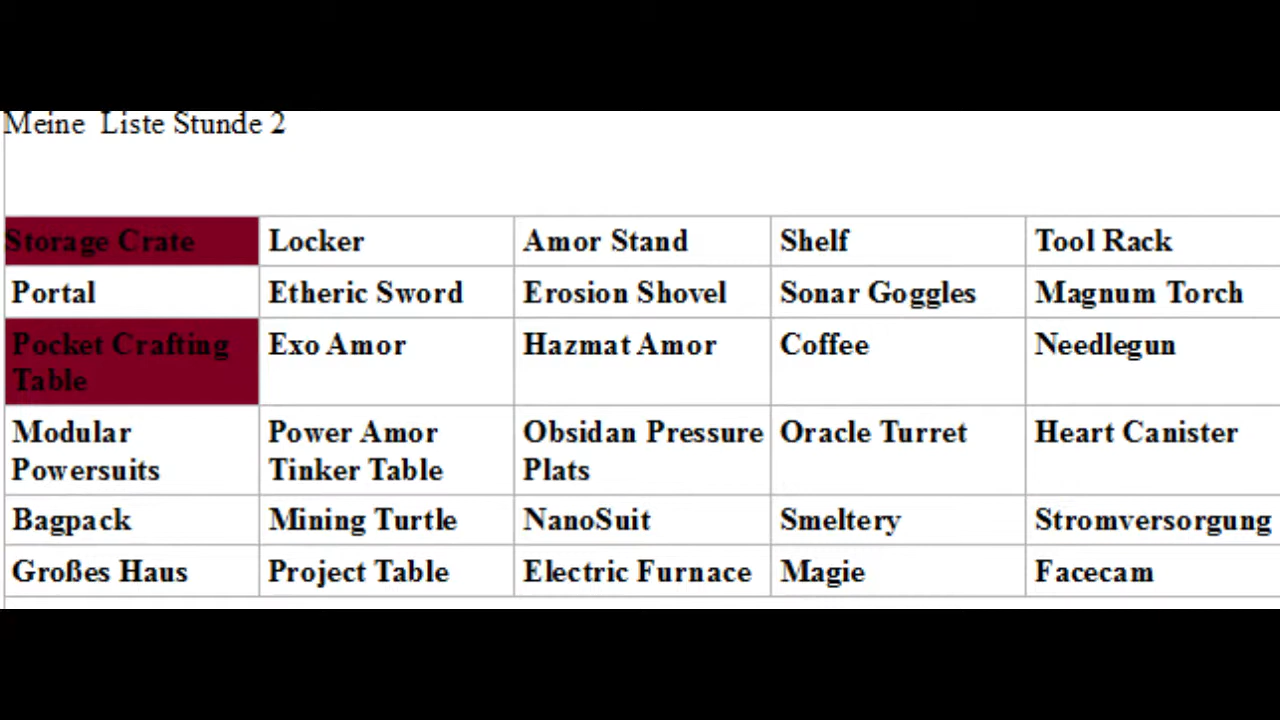 Meine Liste Stunde 2
Storage Crate Locker Amor Stand Shelf Tool Rack
Portal Etheric Sword Erosion Shovel Sonar Goggles Magnum Torch
Pocket Crafting Table Exo Amor Hazmat Amor Coffee Needlegun
Modular Powersuits Power Amor Tinker Table Obsidan Pressure Plats Oracle Turret Heart Canister
Bagpack Mining Turtle NanoSuit Smeltery Stromversorgung
Großes Haus Project Table Electric Furnace Magie Facecam